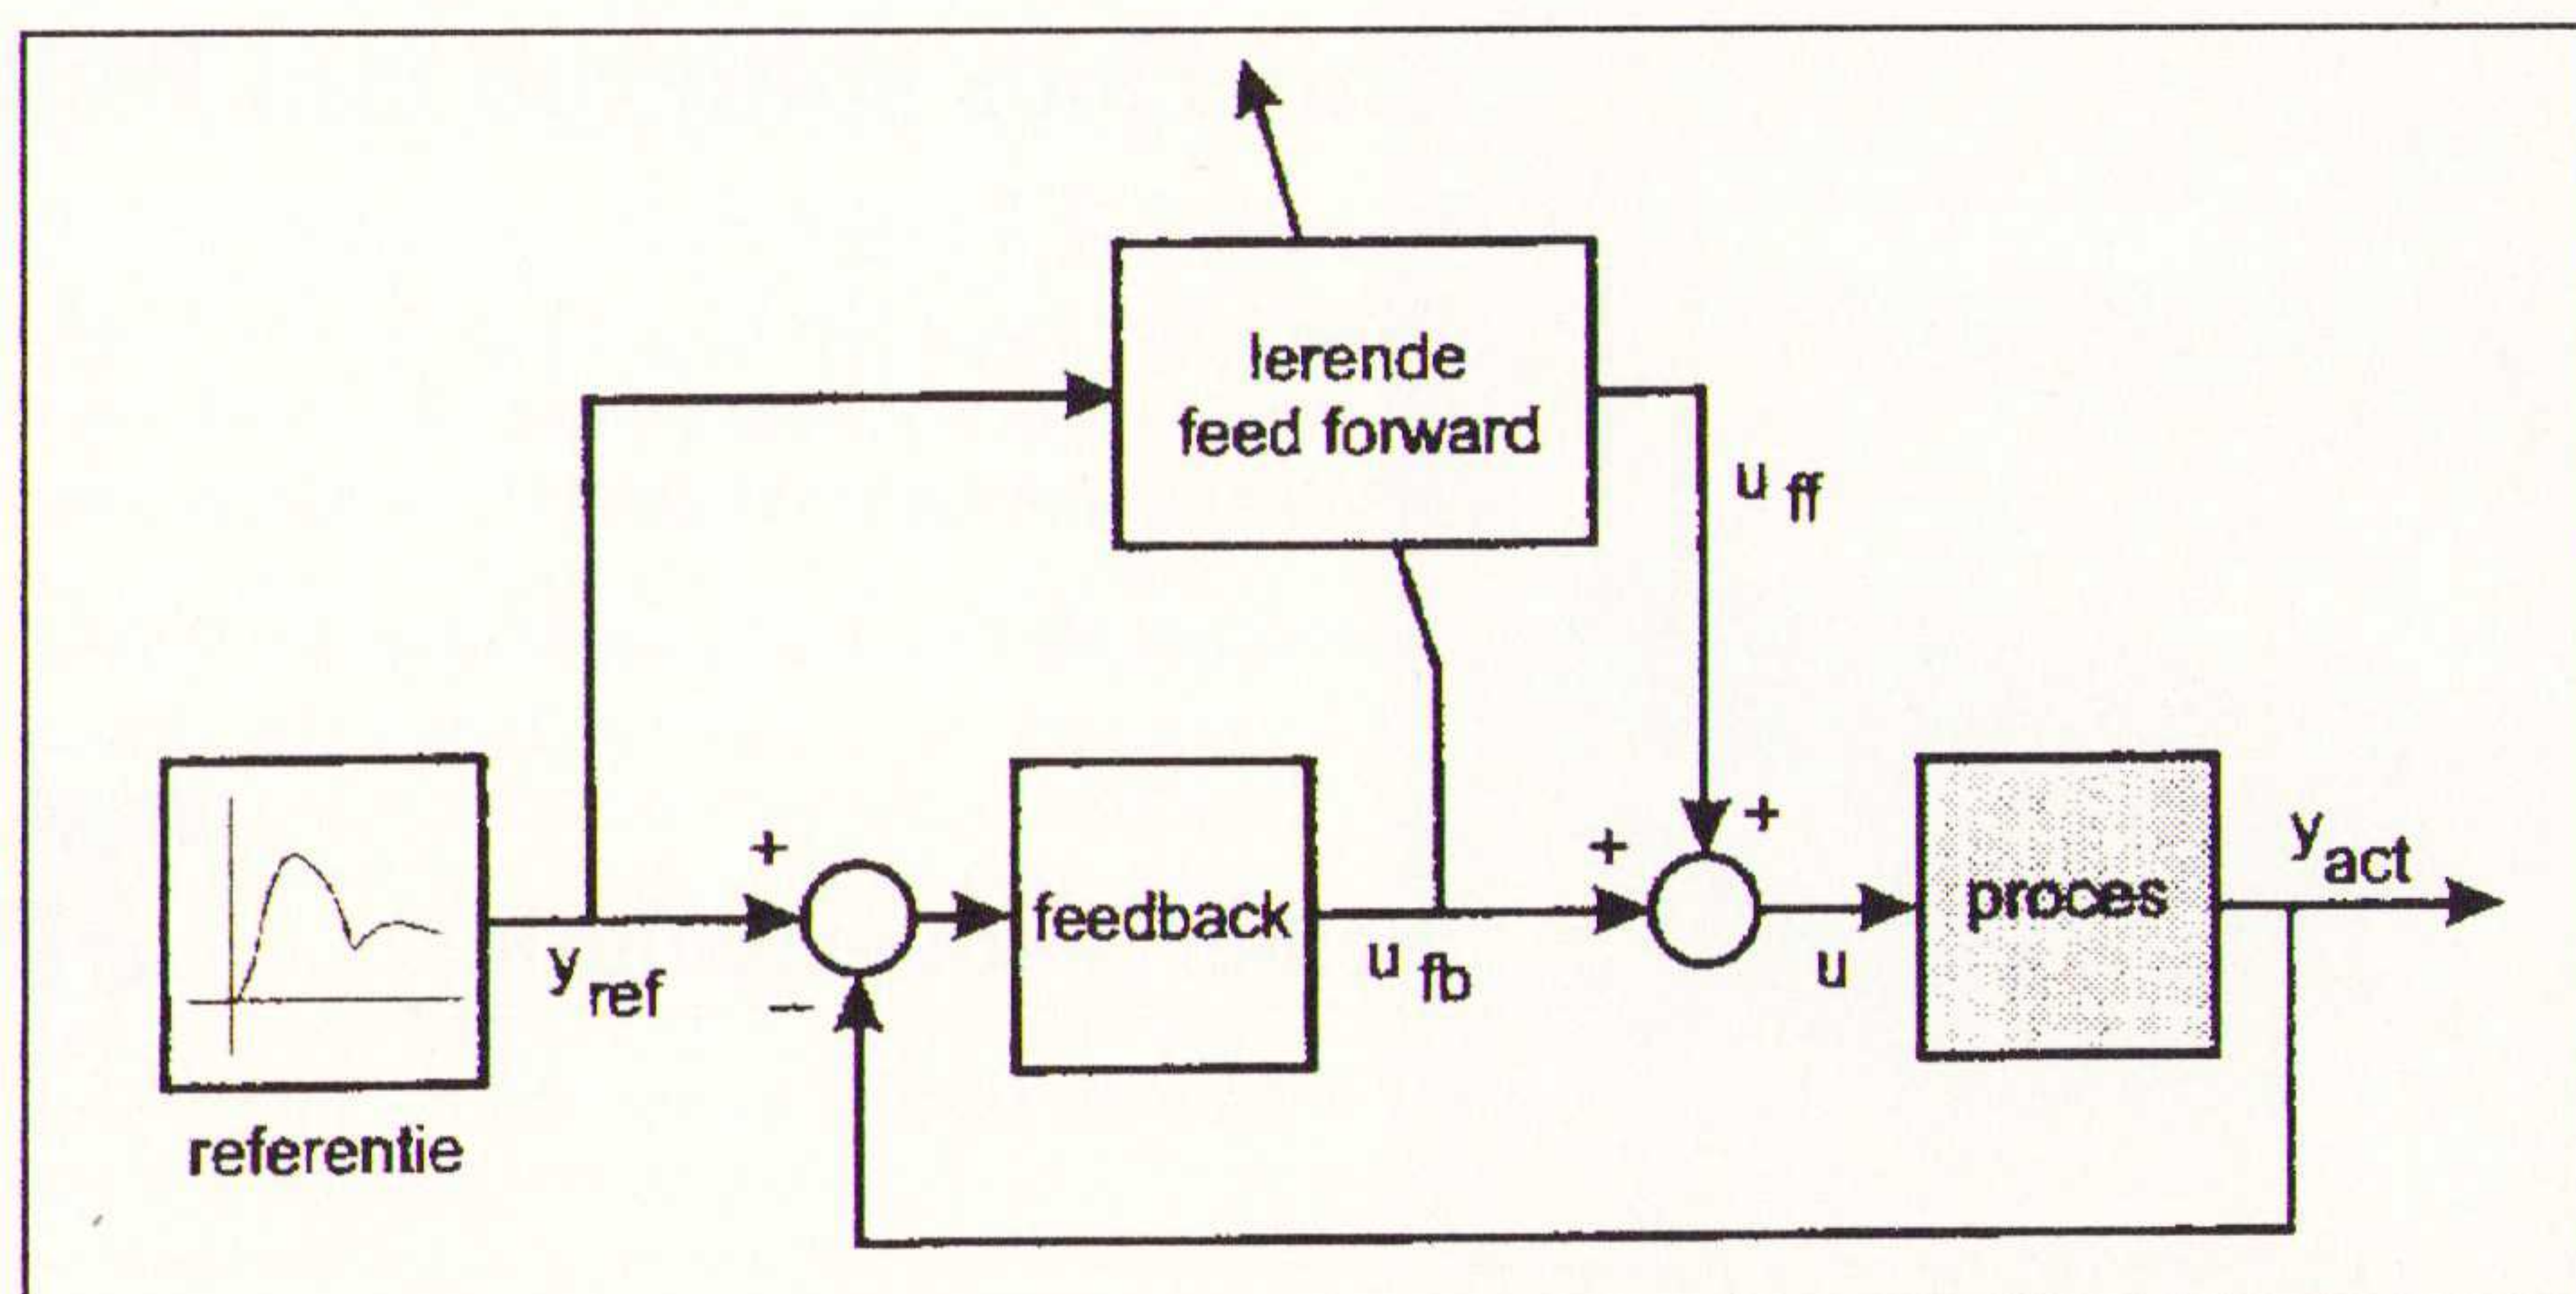 lerende
feed forward
u ff
+
+
+
y act
feedback
proces
y ref
−
u fb
u
referentie